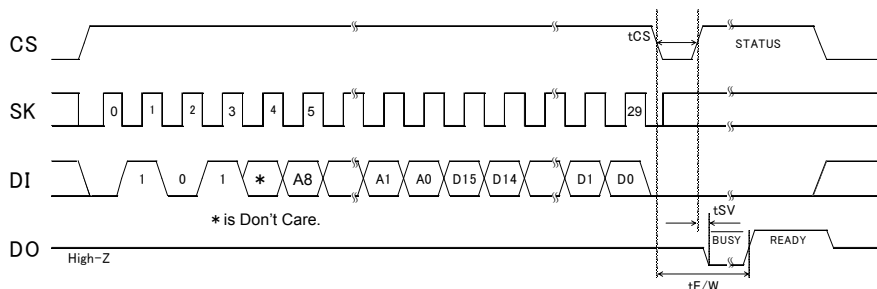 CS
tCS
STATUS
SK
0 1 2 3 4 5 29
DI
1 0 1 * A8 A1 A0 D15 D14 D1 D0
* is Don't Care.
tSV
DO
High-Z
BUSY READY
tE/W